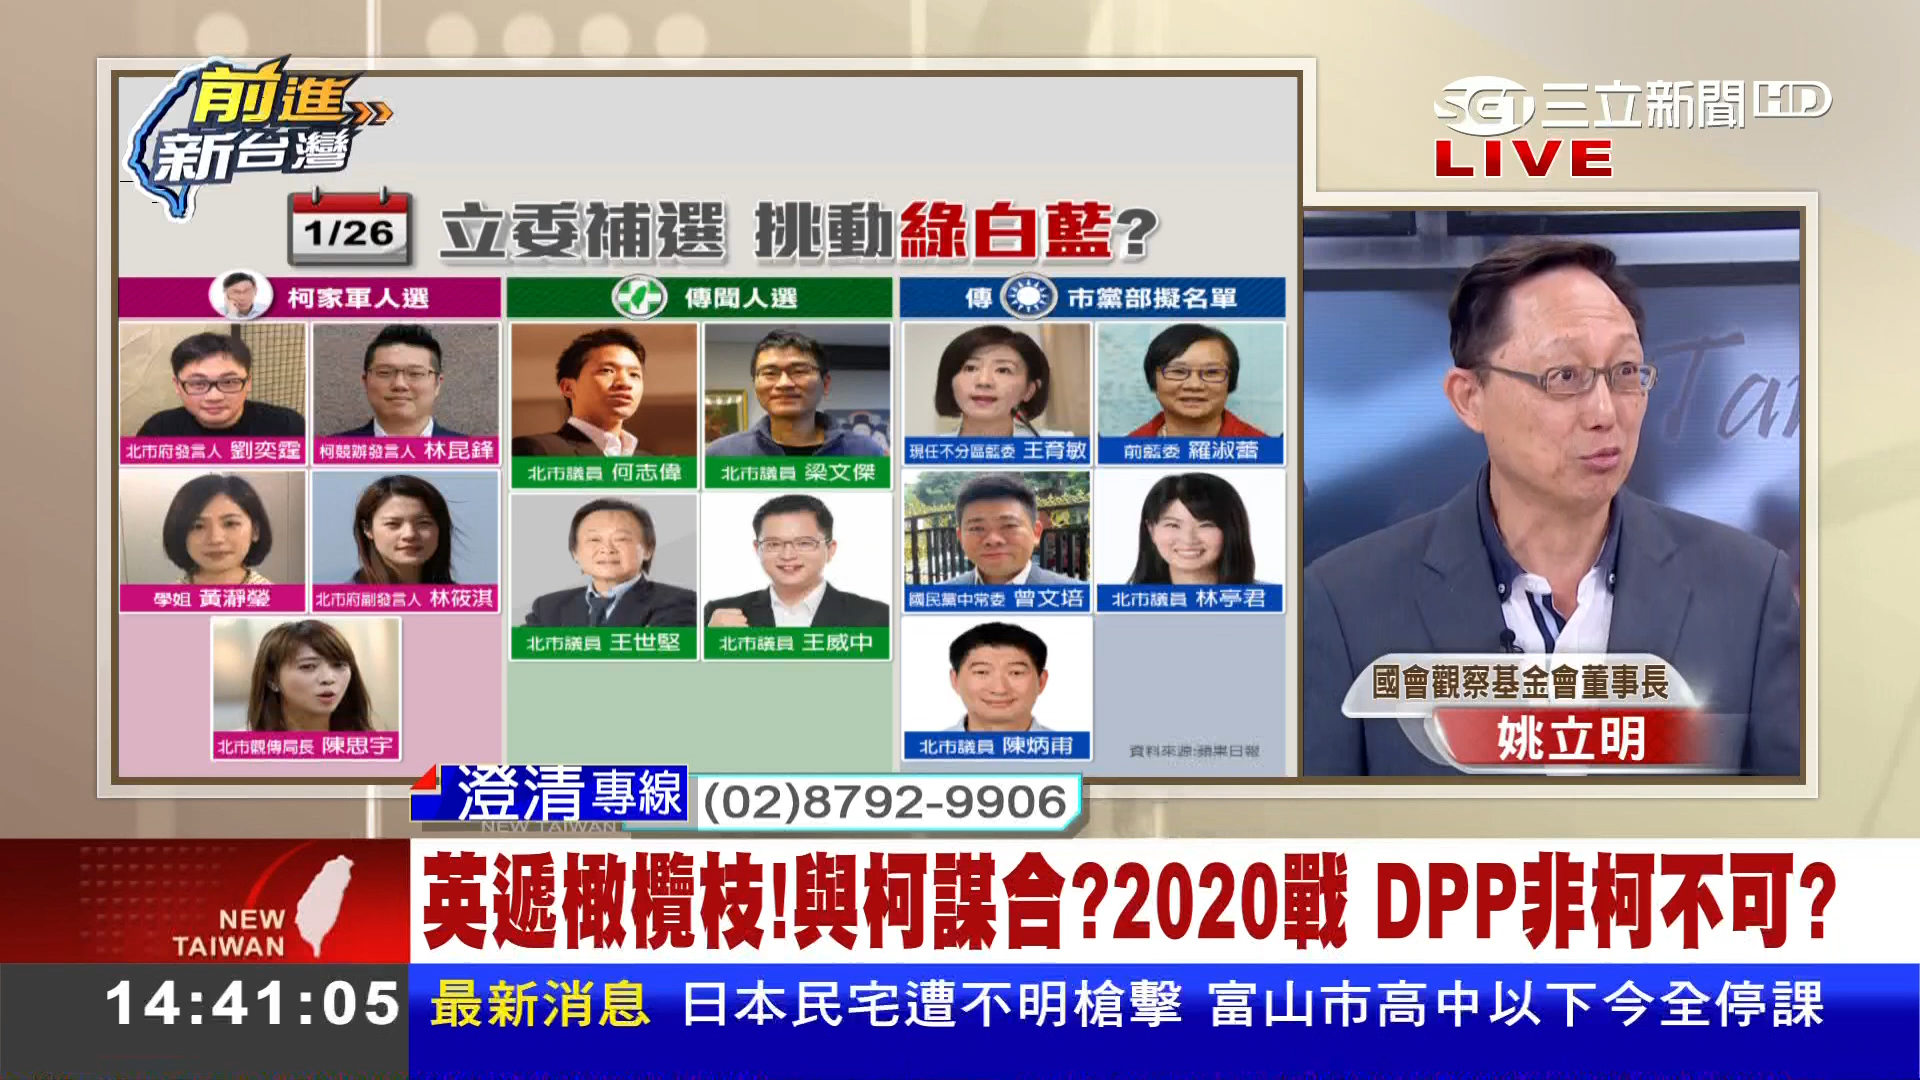 前進
新台灣
SET三立新聞HD
LIVE
1/26 立委補選 挑動綠白藍?
柯家軍人選
北市府發言人 劉奕霆
柯競辦發言人 林昆鋒
學姐 黃瀞瑩
北市府副發言人 林筱淇
北市觀傳局長 陳思宇
傳聞人選
北市議員 何志偉
北市議員 梁文傑
北市議員 王世堅
北市議員 王威中
傳 市黨部擬名單
現任不分區藍委 王育敏
前藍委 羅淑蕾
國民黨中常委 曾文培
北市議員 林亭君
北市議員 陳炳甫
資料來源:蘋果日報
國會觀察基金會董事長
姚立明
澄清專線 (02)8792-9906
NEW TAIWAN
英遞橄欖枝!與柯謀合?2020戰 DPP非柯不可?
NEW
TAIWAN
14:41:05
最新消息 日本民宅遭不明槍擊 富山市高中以下今全停課